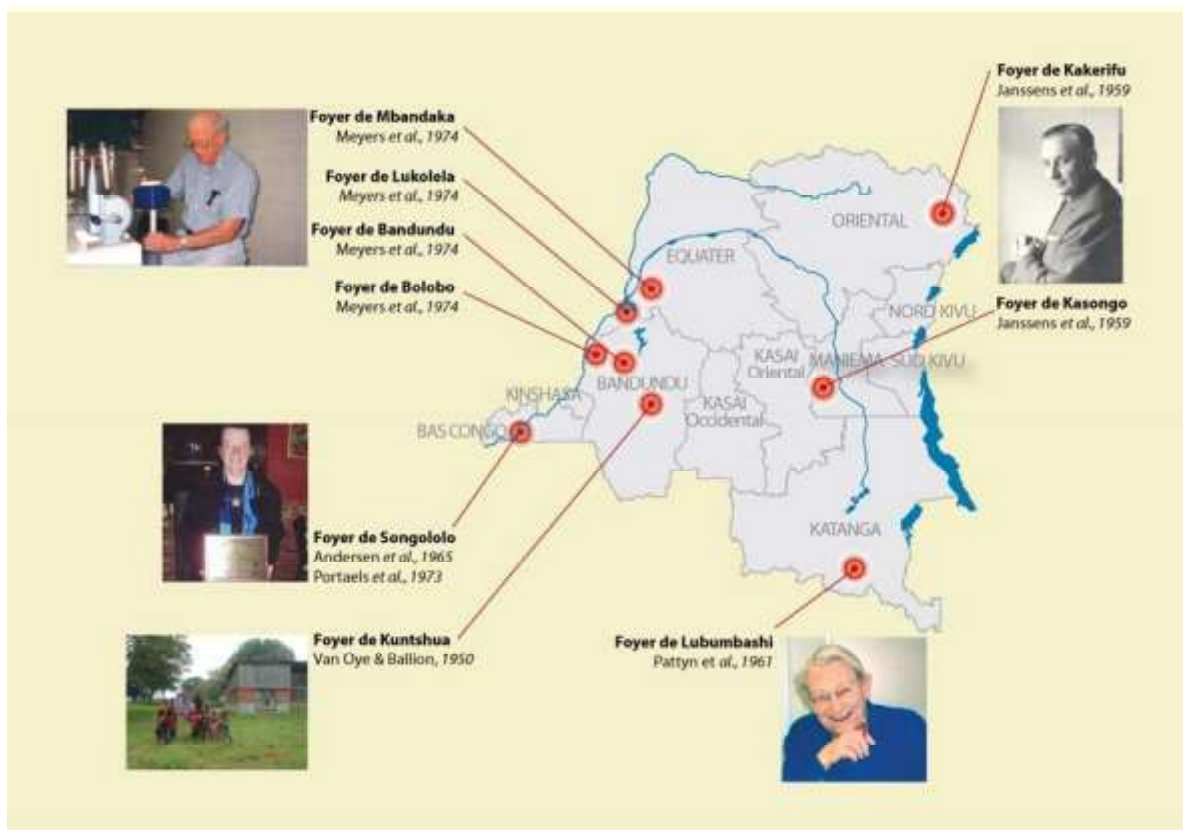 Foyer de Kakerifu
Janssens et al., 1959
Foyer de Mbandaka
Meyers et al., 1974
Foyer de Lukolela
Meyers et al., 1974
Foyer de Bandundu
Meyers et al., 1974
Foyer de Bolobo
Meyers et al., 1974
ORIENTAL
EQUATER
NORD KIVU
Foyer de Kasongo
Janssens et al., 1959
KASAI
Oriental
MANIEMA
SUD KIVU
BANDUNDU
KINSHASA
KASAI
Occidental
BAS CONGO
KATANGA
Foyer de Songololo
Andersen et al., 1965
Portaels et al., 1973
Foyer de Kuntshua
Van Oye & Ballion, 1950
Foyer de Lubumbashi
Pattyn et al., 1961